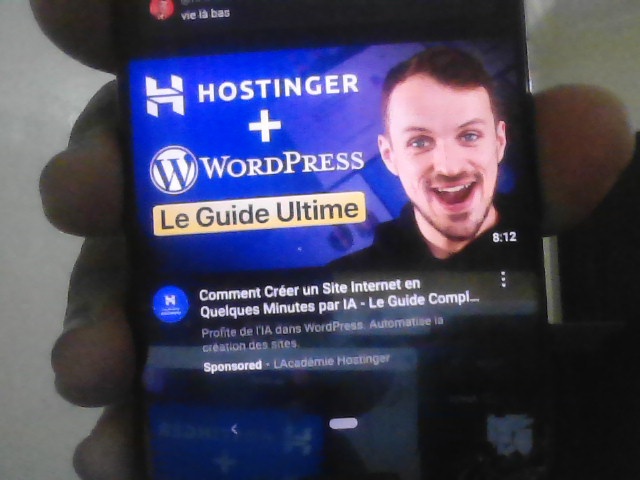 vie là bas
HOSTINGER
+
WORDPRESS
Le Guide Ultime
8:12
Comment Créer un Site Internet en
Quelques Minutes par IA - Le Guide Compl...
Profite de l'IA dans WordPress. Automatise la
création des sites.
Sponsored · LAcadémie Hostinger